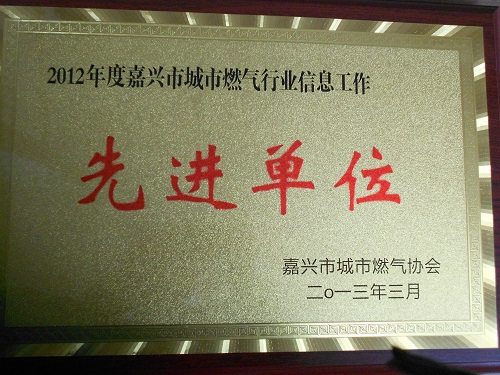 2012年度嘉兴市城市燃气行业信息工作
先进单位
嘉兴市城市燃气协会
二o一三年三月